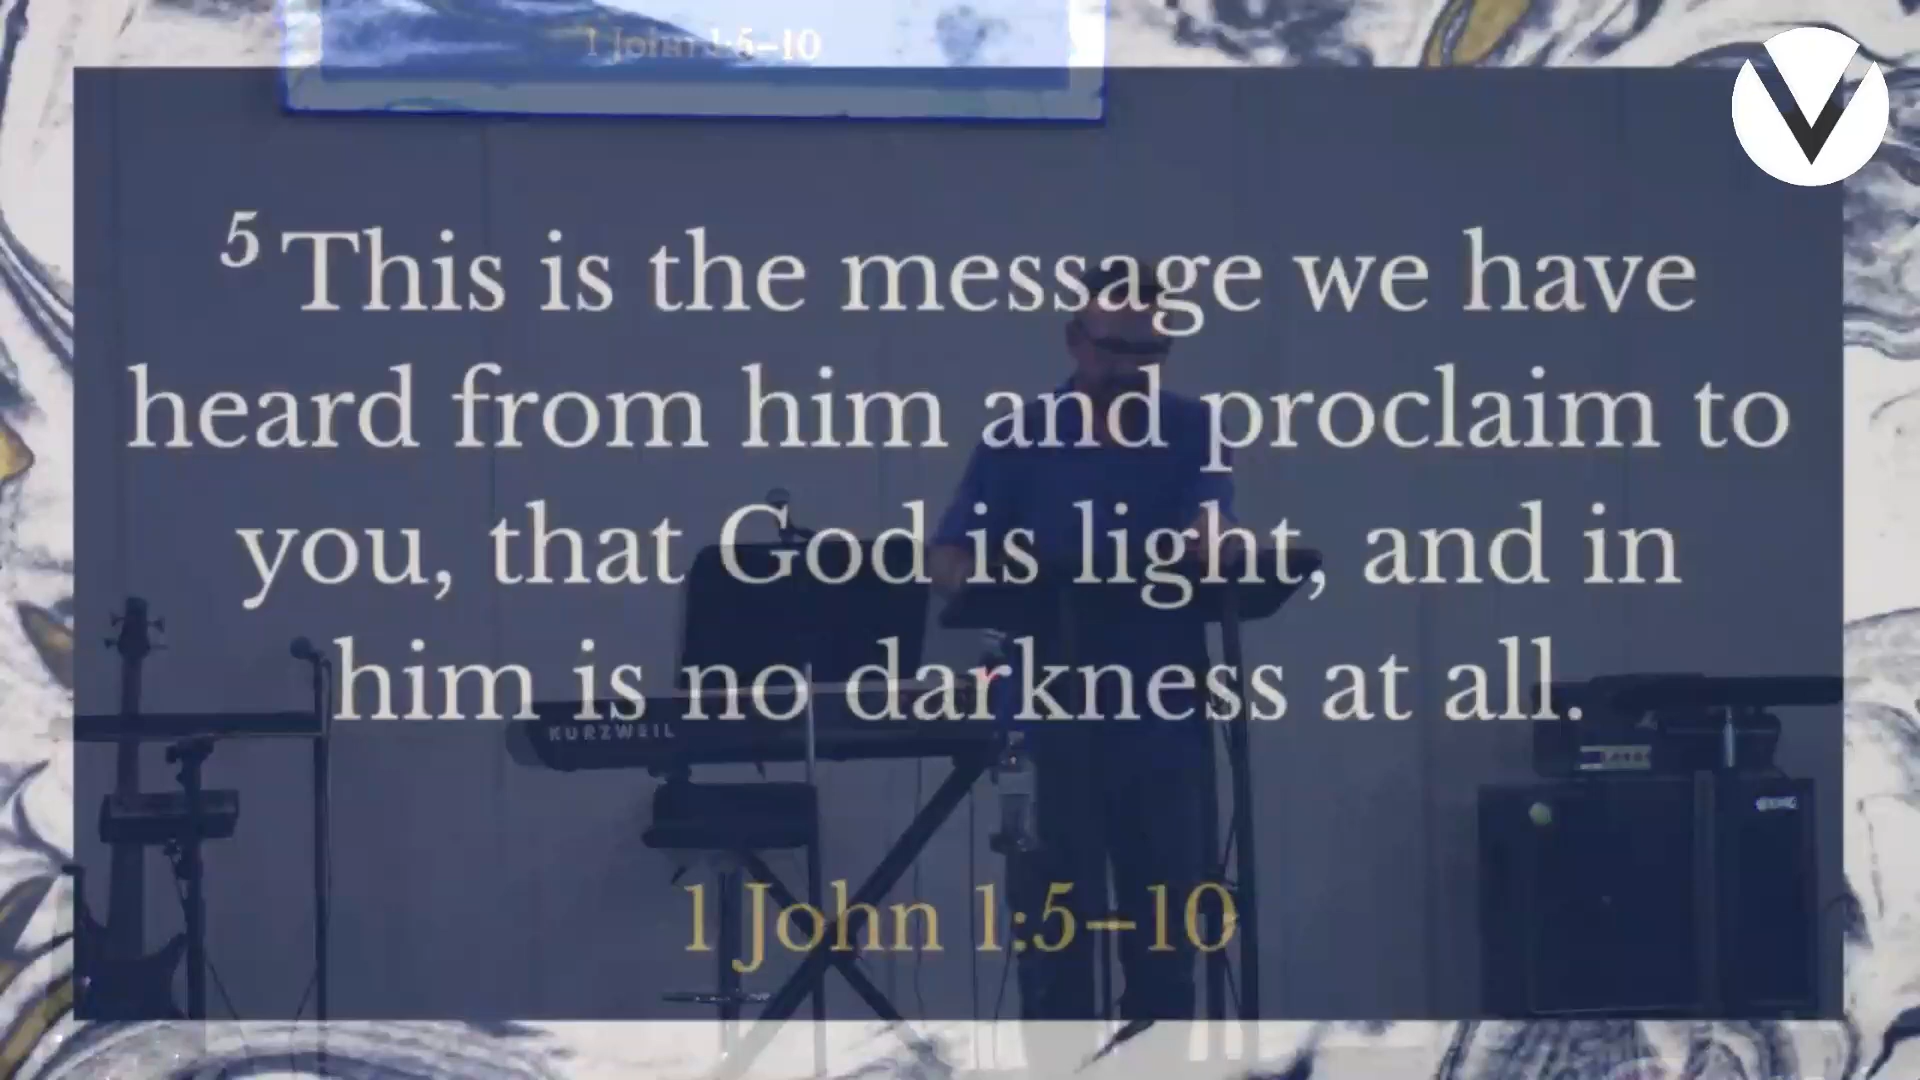 1 John 1:5–10
5 This is the message we have
heard from him and proclaim to
you, that God is light, and in
him is no darkness at all.
KURZWEIL
1 John 1:5–10